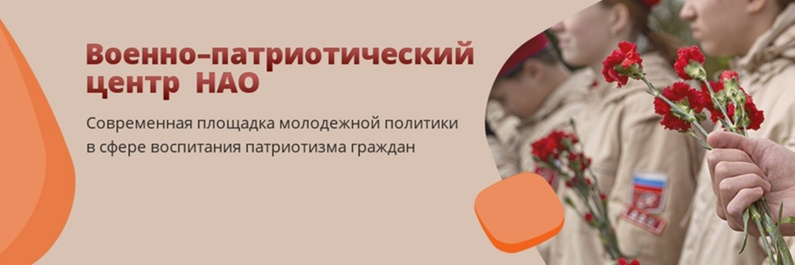 Военно-патриотический
центр НАО
Современная площадка молодежной политики
в сфере воспитания патриотизма граждан